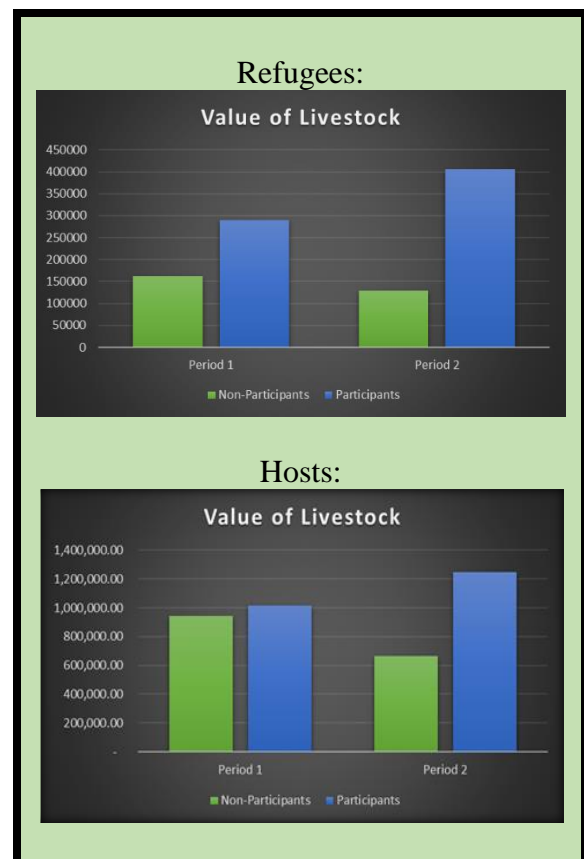 Refugees:
Value of Livestock
450000
400000
350000
300000
250000
200000
150000
100000
50000
0
Period 1 Period 2
Non-Participants Participants
Hosts:
Value of Livestock
1,400,000.00
1,200,000.00
1,000,000.00
800,000.00
600,000.00
400,000.00
200,000.00
-
Period 1 Period 2
Non-Participants Participants